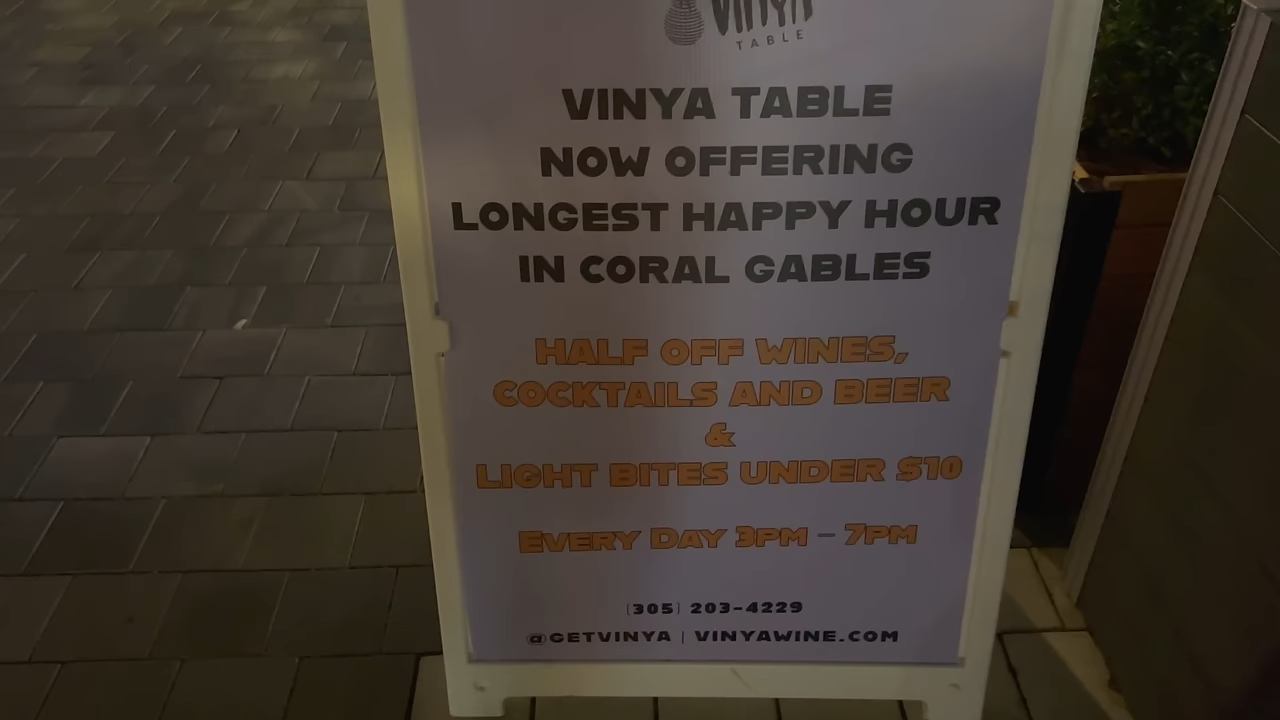 VINYA
TABLE
VINYA TABLE
NOW OFFERING
LONGEST HAPPY HOUR
IN CORAL GABLES
HALF OFF WINES,
COCKTAILS AND BEER
&
LIGHT BITES UNDER $10
EVERY DAY 3PM – 7PM
(305) 203-4229
@GETVINYA | VINYAWINE.COM